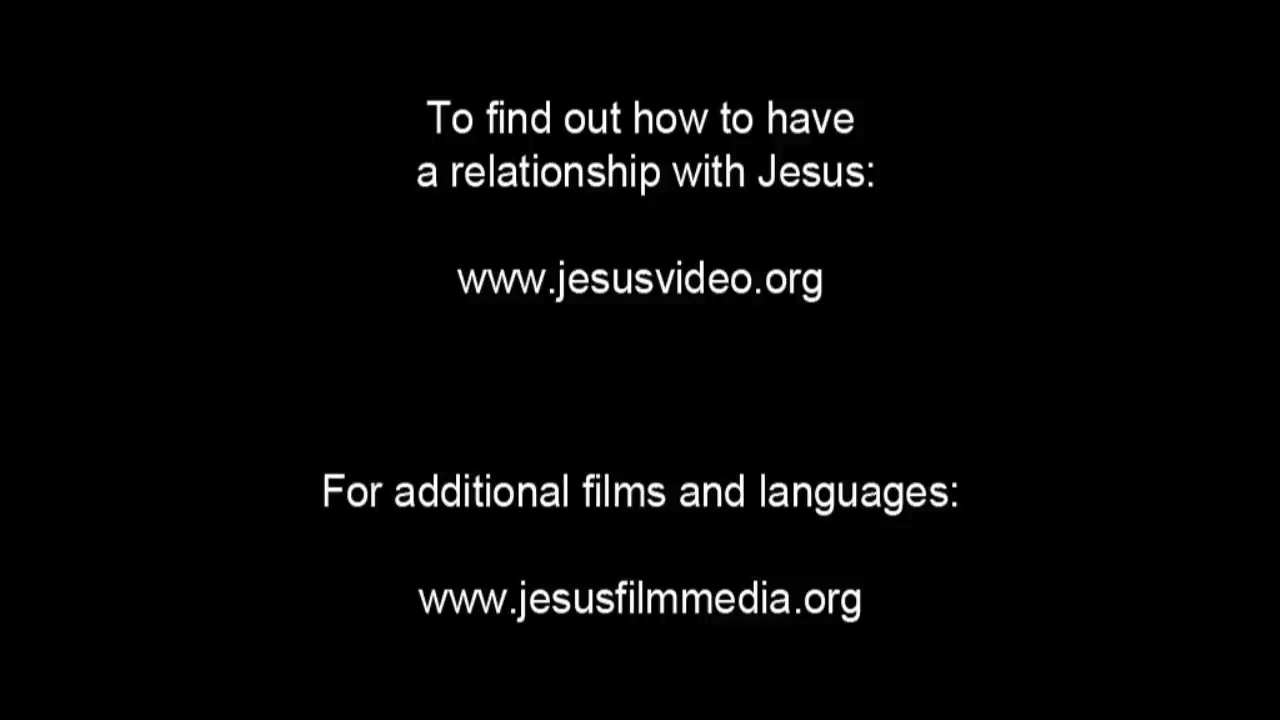 To find out how to have
a relationship with Jesus:
www.jesusvideo.org
For additional films and languages:
www.jesusfilmmedia.org